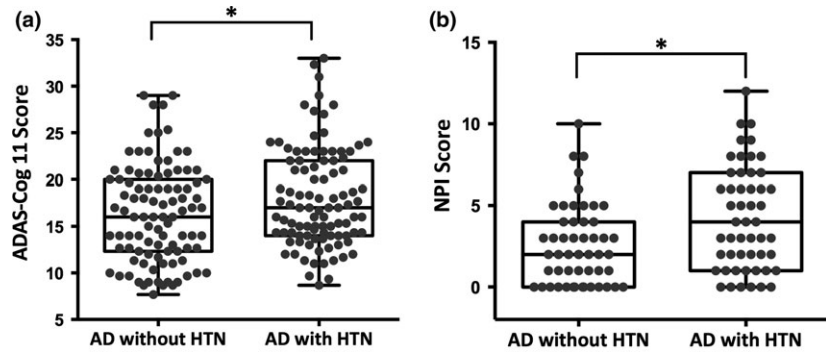 (a)
*
ADAS-Cog 11 Score
35
30
25
20
15
10
5
AD without HTN
AD with HTN
(b)
*
NPI Score
15
10
5
0
AD without HTN
AD with HTN